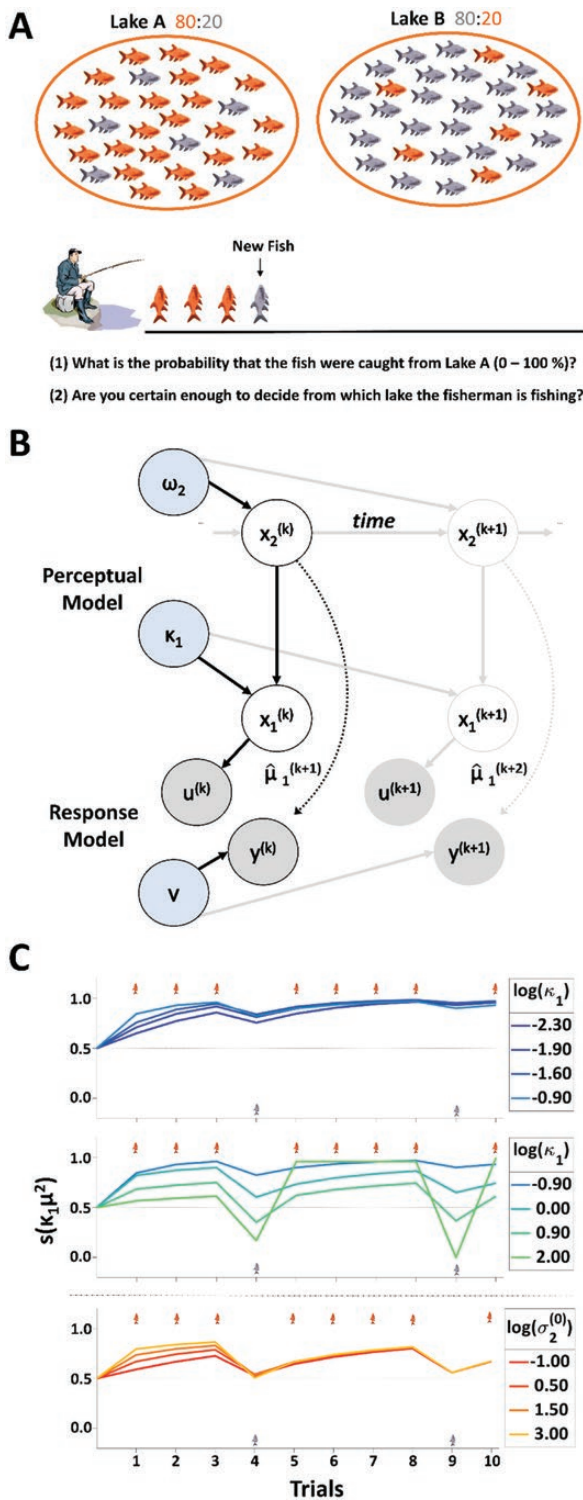 A
Lake A 80:20
Lake B 80:20
New Fish
(1) What is the probability that the fish were caught from Lake A (0 – 100 %)?
(2) Are you certain enough to decide from which lake the fisherman is fishing?
B
ω₂
x₂⁽ᵏ⁾
time
x₂⁽ᵏ⁺¹⁾
Perceptual
Model
κ₁
x₁⁽ᵏ⁾
x₁⁽ᵏ⁺¹⁾
μ̂₁⁽ᵏ⁺¹⁾
μ̂₁⁽ᵏ⁺²⁾
u⁽ᵏ⁾
u⁽ᵏ⁺¹⁾
Response
Model
y⁽ᵏ⁾
y⁽ᵏ⁺¹⁾
ν
C
1.0
0.5
0.0
log(κ₁)
-2.30
-1.90
-1.60
-0.90
s(κ₁μ²)
1.0
0.5
0.0
log(κ₁)
-0.90
0.00
0.90
2.00
1.0
0.5
0.0
log(σ₂⁽⁰⁾)
-1.00
0.50
1.50
3.00
1 2 3 4 5 6 7 8 9 10
Trials